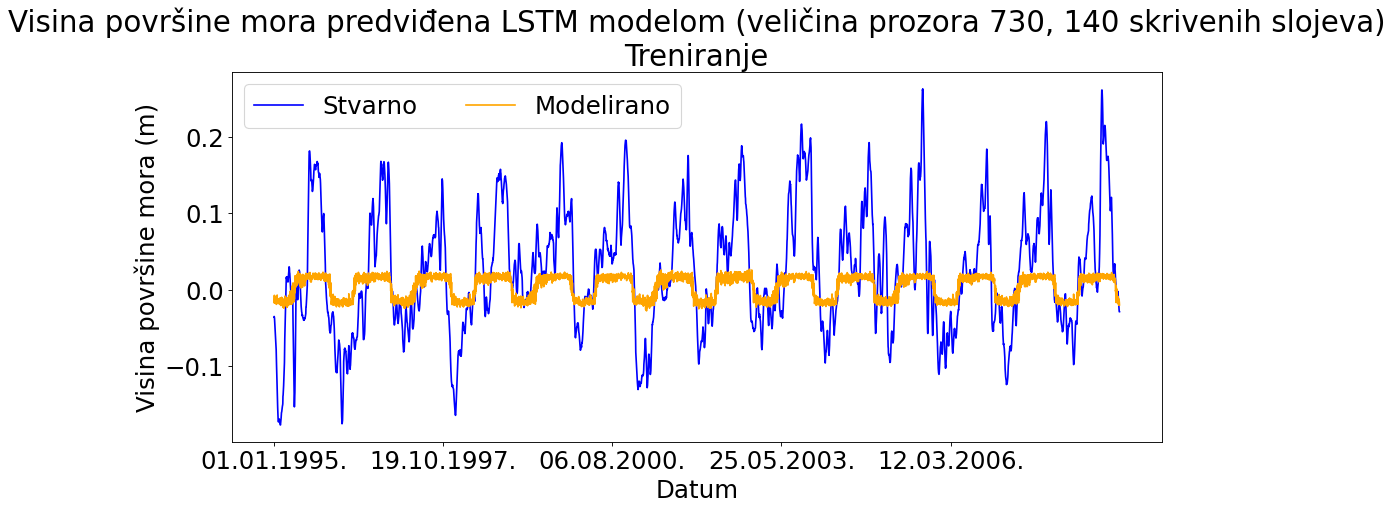 Visina površine mora predviđena LSTM modelom (veličina prozora 730, 140 skrivenih slojeva)
Treniranje
Stvarno Modelirano
Visina površine mora (m)
0.2
0.1
0.0
−0.1
01.01.1995. 19.10.1997. 06.08.2000. 25.05.2003. 12.03.2006.
Datum